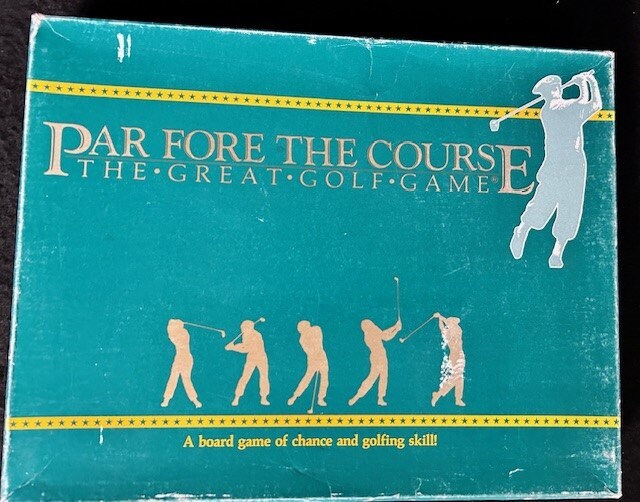 PAR FORE THE COURSE
THE•GREAT•GOLF•GAME®
A board game of chance and golfing skill!